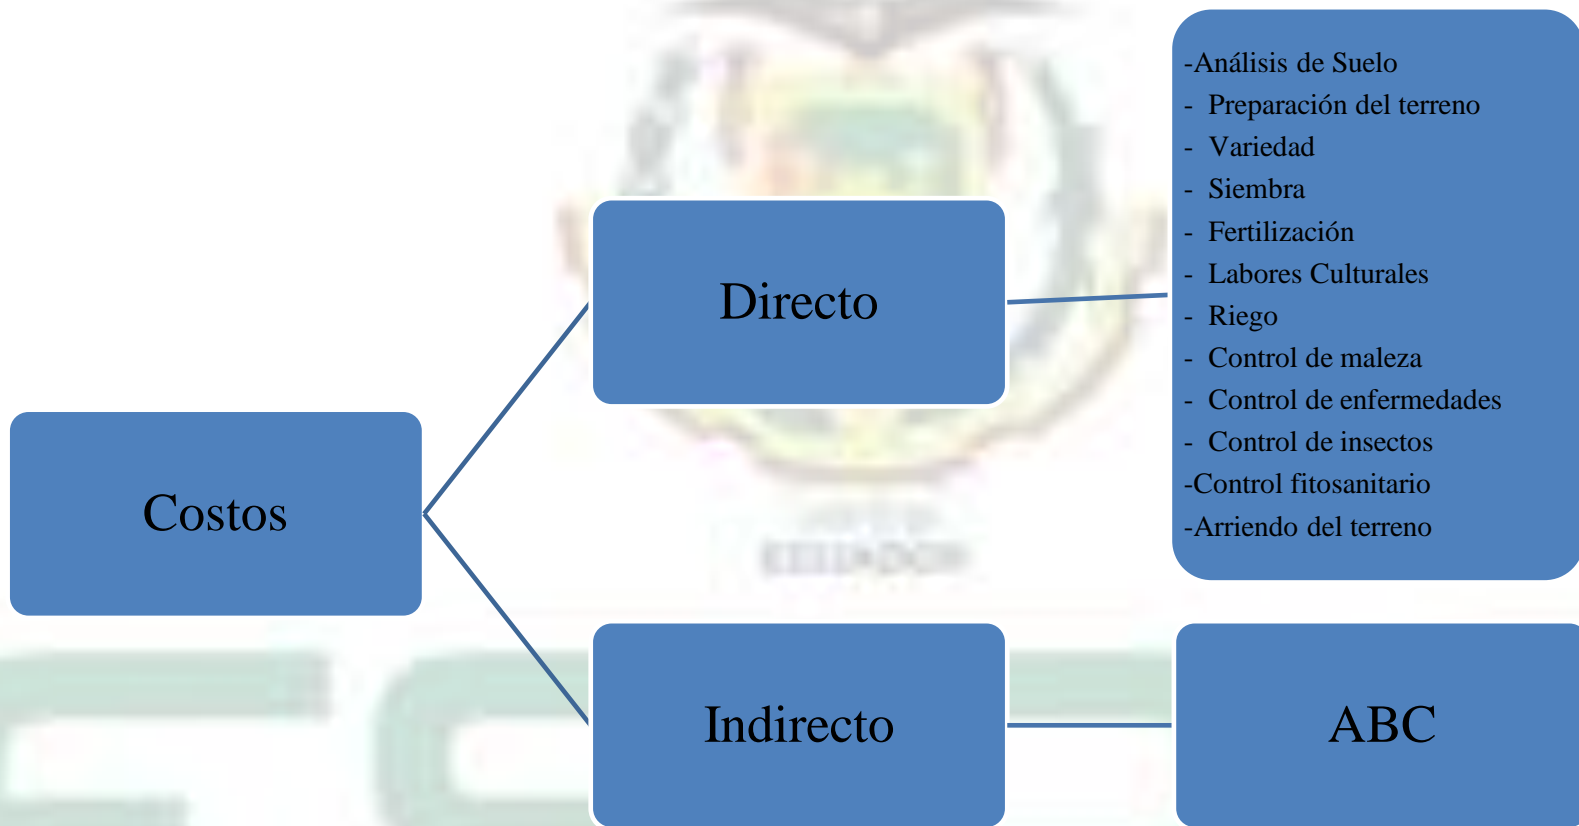 Costos
Directo
-Análisis de Suelo
- Preparación del terreno
- Variedad
- Siembra
- Fertilización
- Labores Culturales
- Riego
- Control de maleza
- Control de enfermedades
- Control de insectos
-Control fitosanitario
-Arriendo del terreno
Indirecto
ABC
ECUADOR